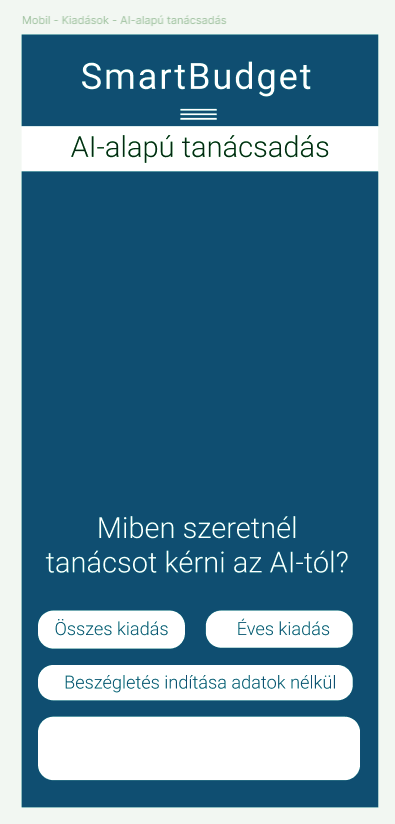 Mobil - Kiadások - AI-alapú tanácsadás
SmartBudget
AI-alapú tanácsadás
Miben szeretnél
tanácsot kérni az AI-tól?
Összes kiadás
Éves kiadás
Beszégletés indítása adatok nélkül